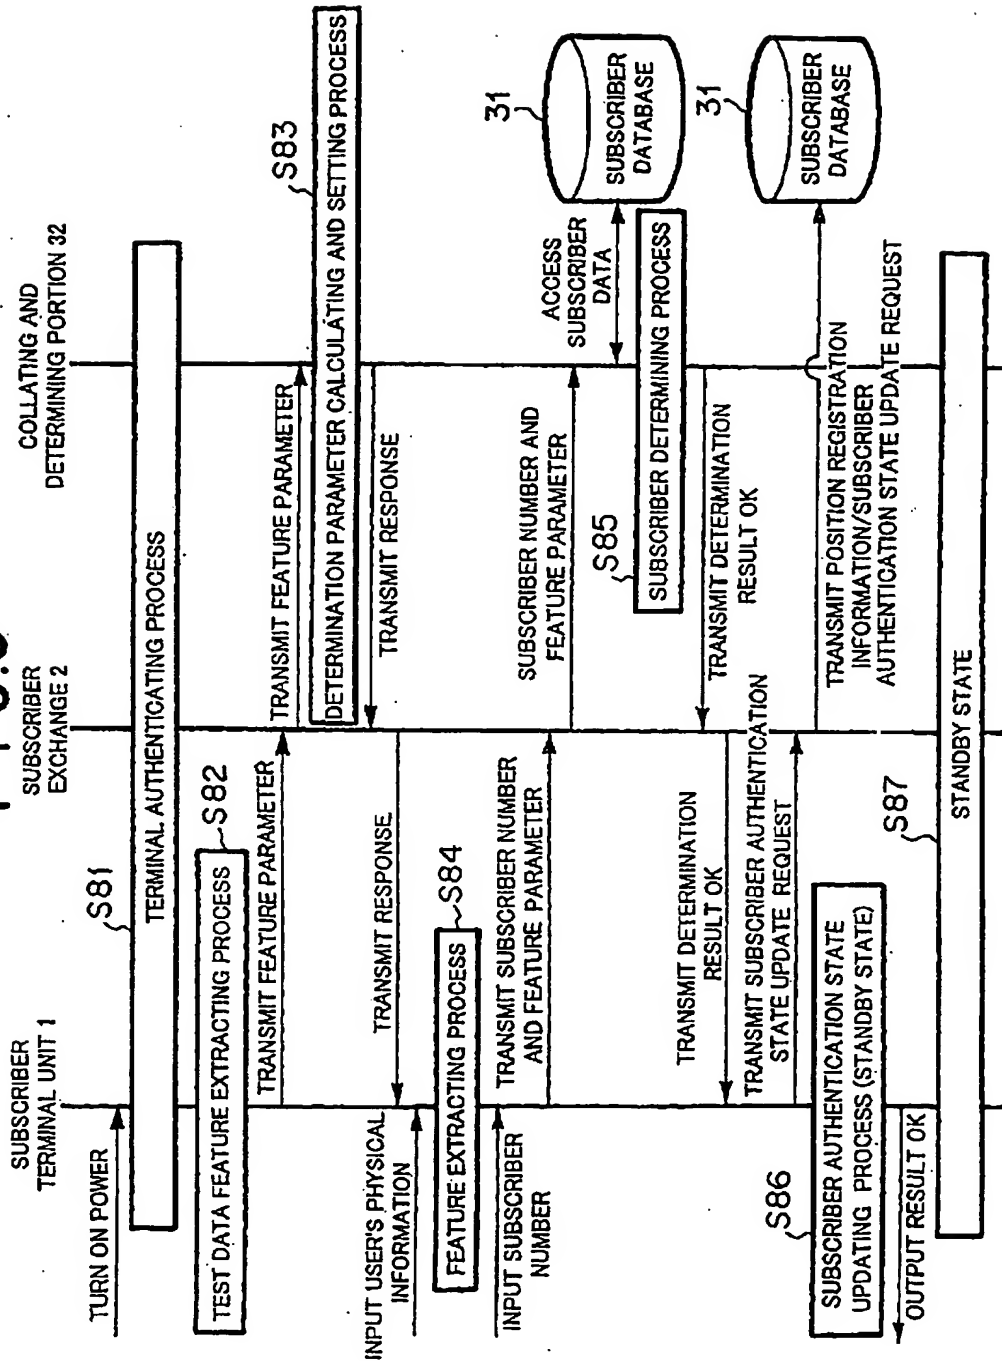 SUBSCRIBER
TERMINAL UNIT 1
SUBSCRIBER
EXCHANGE 2
COLLATING AND
DETERMINING PORTION 32
TURN ON POWER
S81
TERMINAL AUTHENTICATING PROCESS
TEST DATA FEATURE EXTRACTING PROCESS
S82
TRANSMIT FEATURE PARAMETER
TRANSMIT FEATURE PARAMETER
S83
DETERMINATION PARAMETER CALCULATING AND SETTING PROCESS
TRANSMIT RESPONSE
TRANSMIT RESPONSE
INPUT USER'S PHYSICAL
INFORMATION
FEATURE EXTRACTING PROCESS
S84
INPUT SUBSCRIBER
NUMBER
TRANSMIT SUBSCRIBER NUMBER
AND FEATURE PARAMETER
SUBSCRIBER NUMBER AND
FEATURE PARAMETER
ACCESS
SUBSCRIBER
DATA
31
SUBSCRIBER
DATABASE
S85
SUBSCRIBER DETERMINING PROCESS
TRANSMIT DETERMINATION
RESULT OK
TRANSMIT DETERMINATION
RESULT OK
TRANSMIT SUBSCRIBER AUTHENTICATION
STATE UPDATE REQUEST
TRANSMIT POSITION REGISTRATION
INFORMATION/SUBSCRIBER
AUTHENTICATION STATE UPDATE REQUEST
31
SUBSCRIBER
DATABASE
S86
SUBSCRIBER AUTHENTICATION STATE
UPDATING PROCESS (STANDBY STATE)
OUTPUT RESULT OK
S87
STANDBY STATE